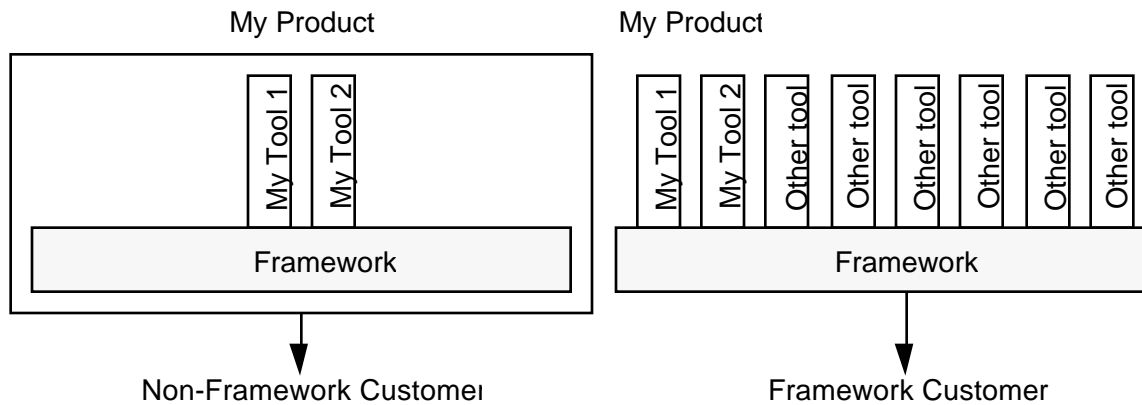 My Product
My Product
My Tool 1
My Tool 2
My Tool 1
My Tool 2
Other tool
Other tool
Other tool
Other tool
Other tool
Other tool
Framework
Framework
Non-Framework Customer
Framework Customer